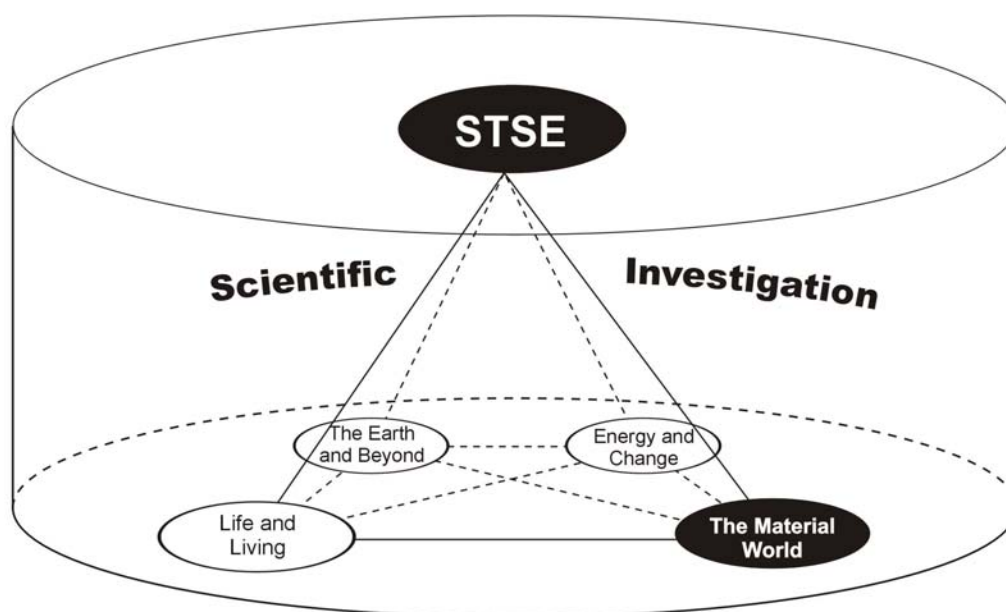 STSE
Scientific
Investigation
The Earth
and Beyond
Energy and
Change
Life and
Living
The Material
World